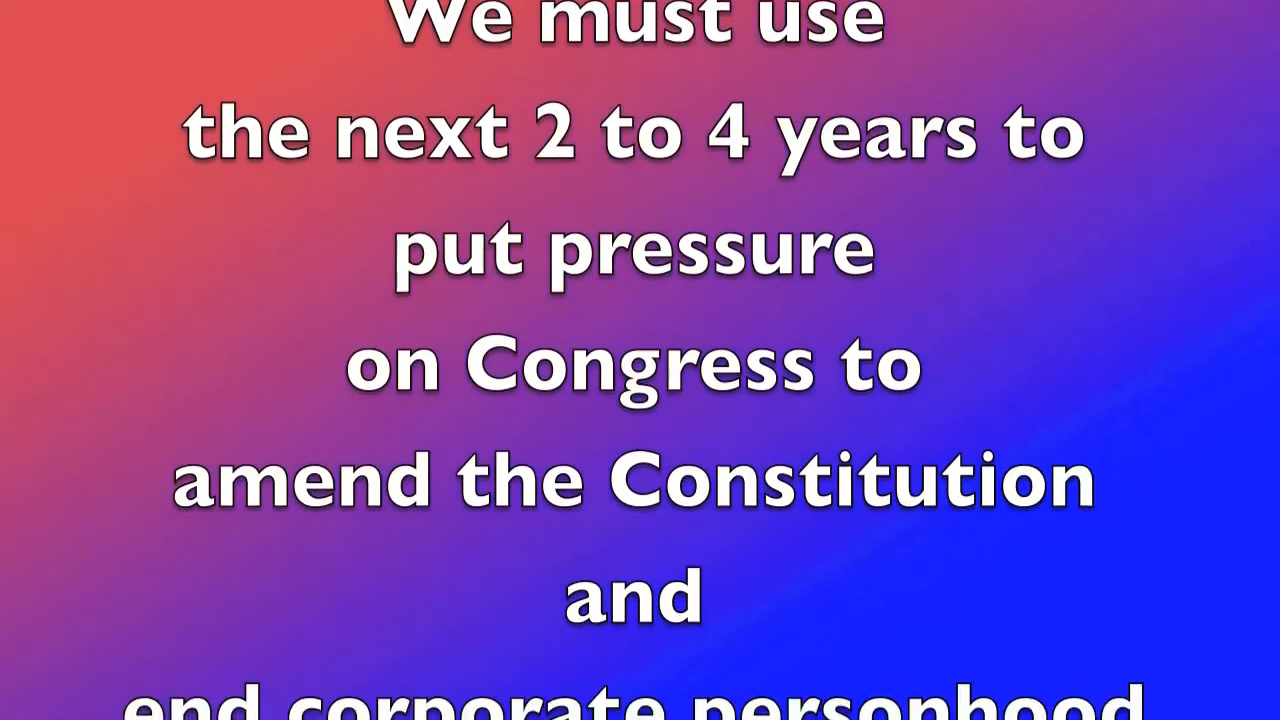 We must use
the next 2 to 4 years to
put pressure
on Congress to
amend the Constitution
and
end corporate personhood